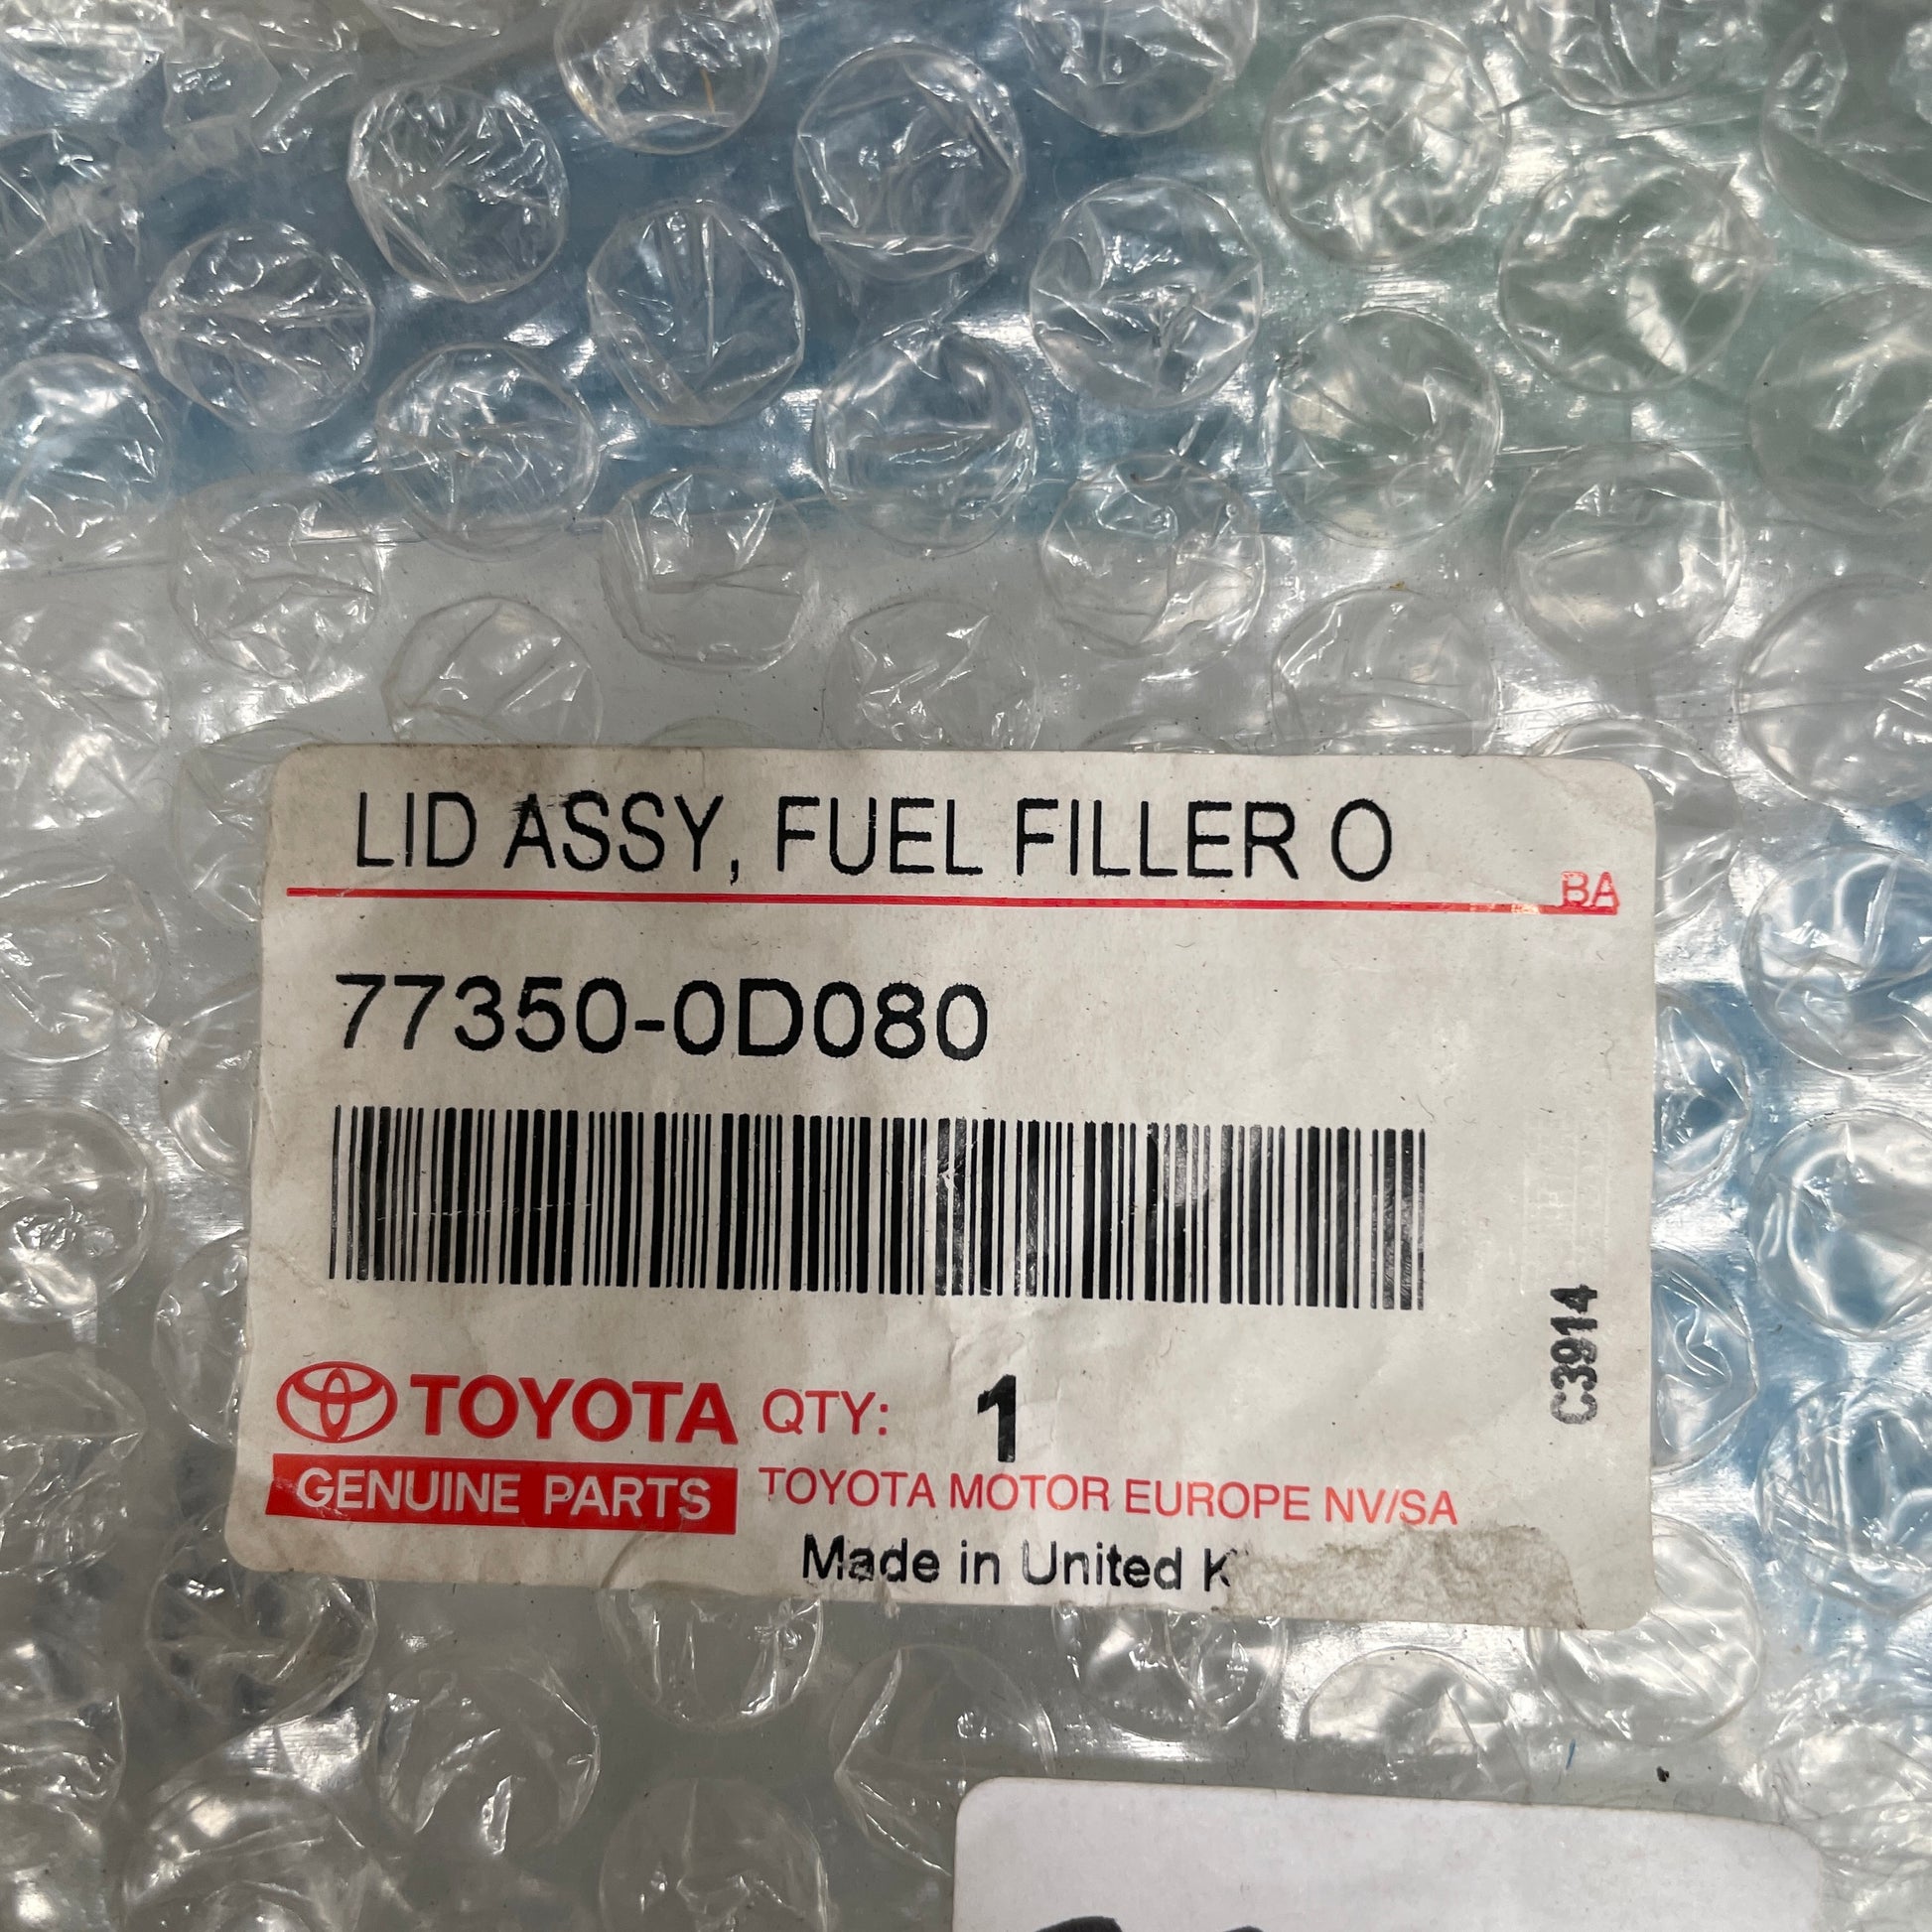 LID ASSY, FUEL FILLER O
BA
77350-0D080
C3914
TOYOTA QTY: 1
GENUINE PARTS TOYOTA MOTOR EUROPE NV/SA
Made in United K